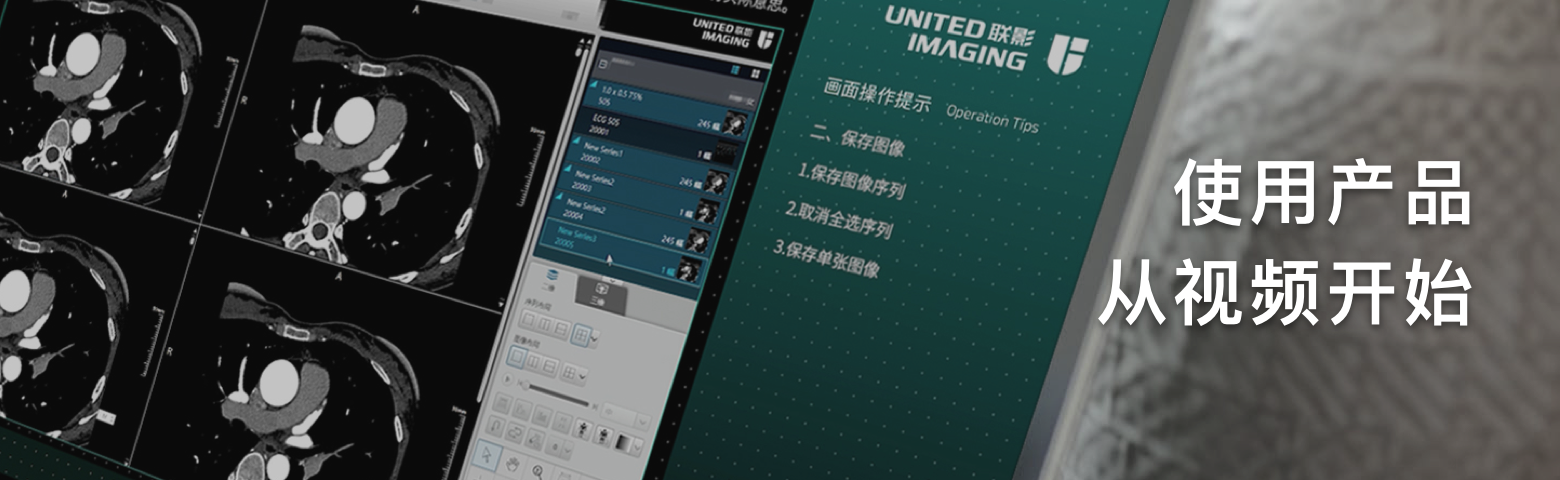 A
A
R
A
R
50mm
UNITED 联影
IMAGING
1.0 x 0.5 75%
505
245 幅
ECG 505
20001
1 幅
New Series1
20002
245 幅
New Series2
20003
1 幅
New Series2
20004
245 幅
New Series3
20005
1 幅
二维
三维
序列布局
图像布局
UNITED 联影
IMAGING
画面操作提示 Operation Tips
二、保存图像
1.保存图像序列
2.取消全选序列
3.保存单张图像
使用产品
从视频开始